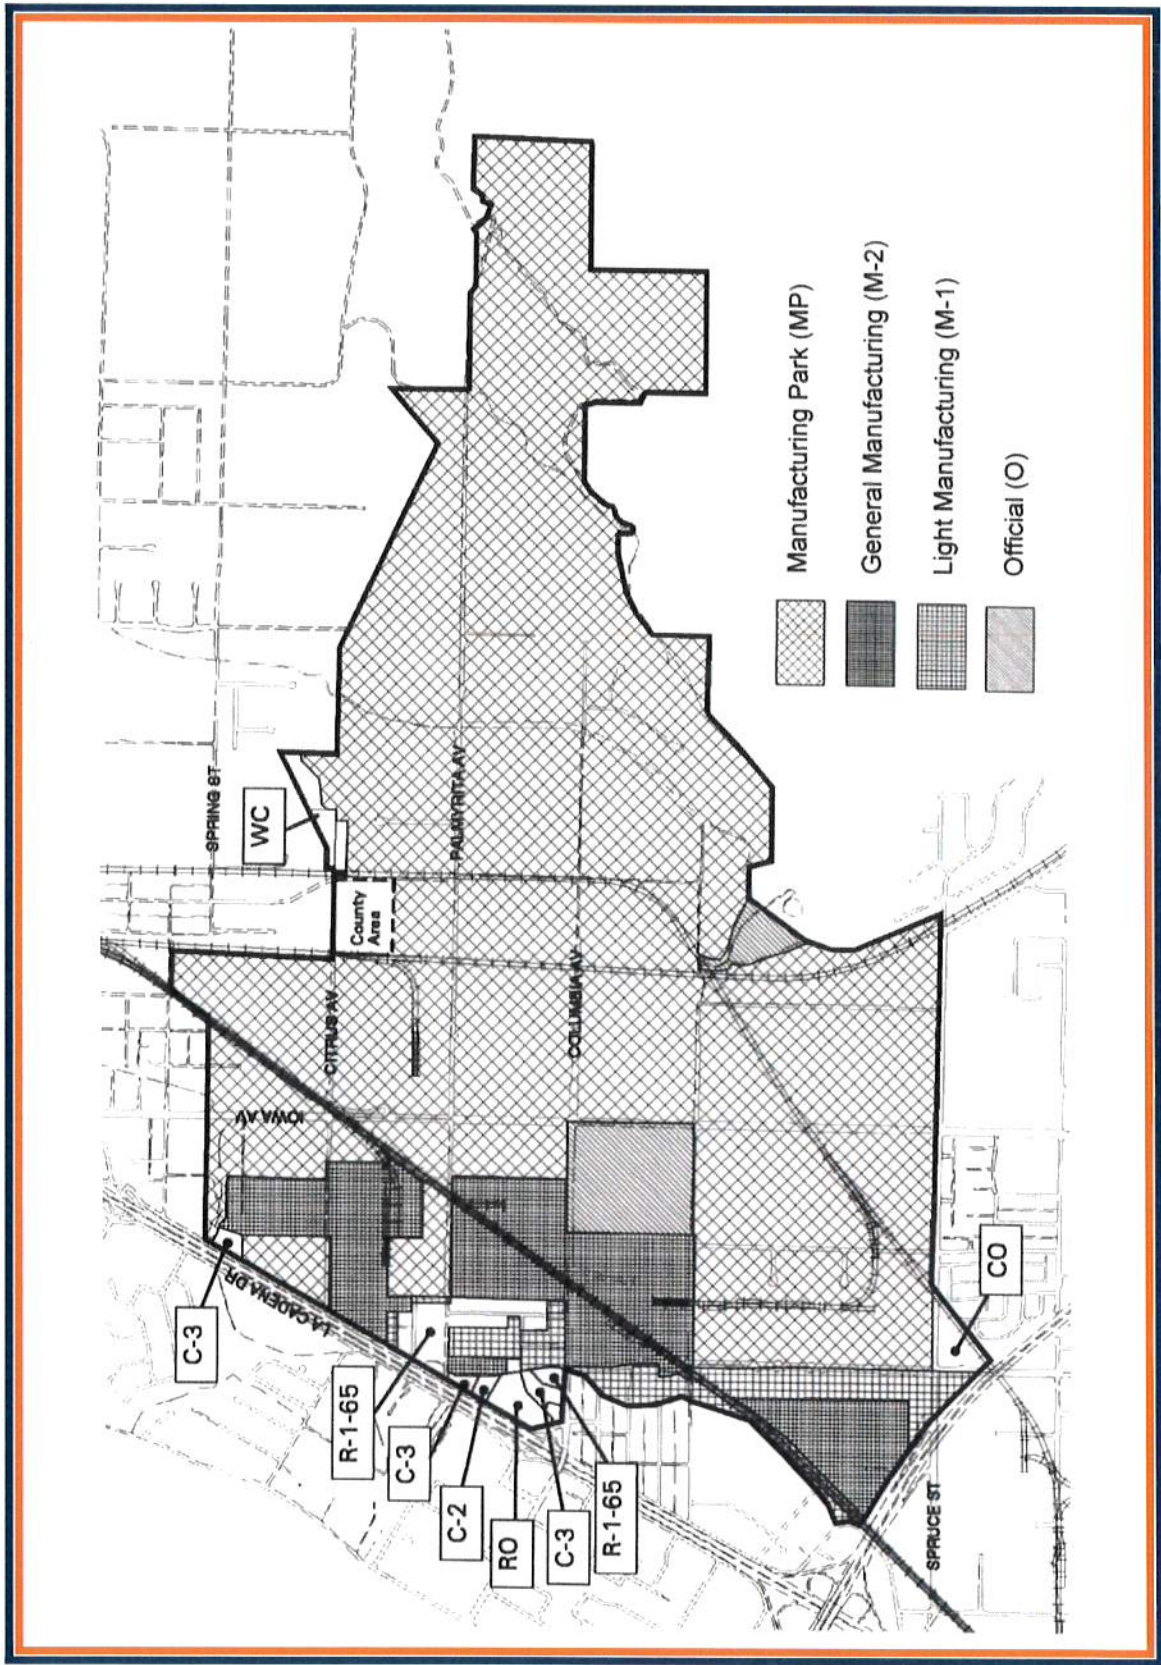 SPRING ST
WC
County
Area
PALMYRITA AV
CITRUS AV
COLUMBIA AV
IOWA AV
LA CADENA DR
C-3
R-1-65
C-3
C-2
RO
C-3
R-1-65
CO
SPRUCE ST
Manufacturing Park (MP)
General Manufacturing (M-2)
Light Manufacturing (M-1)
Official (O)